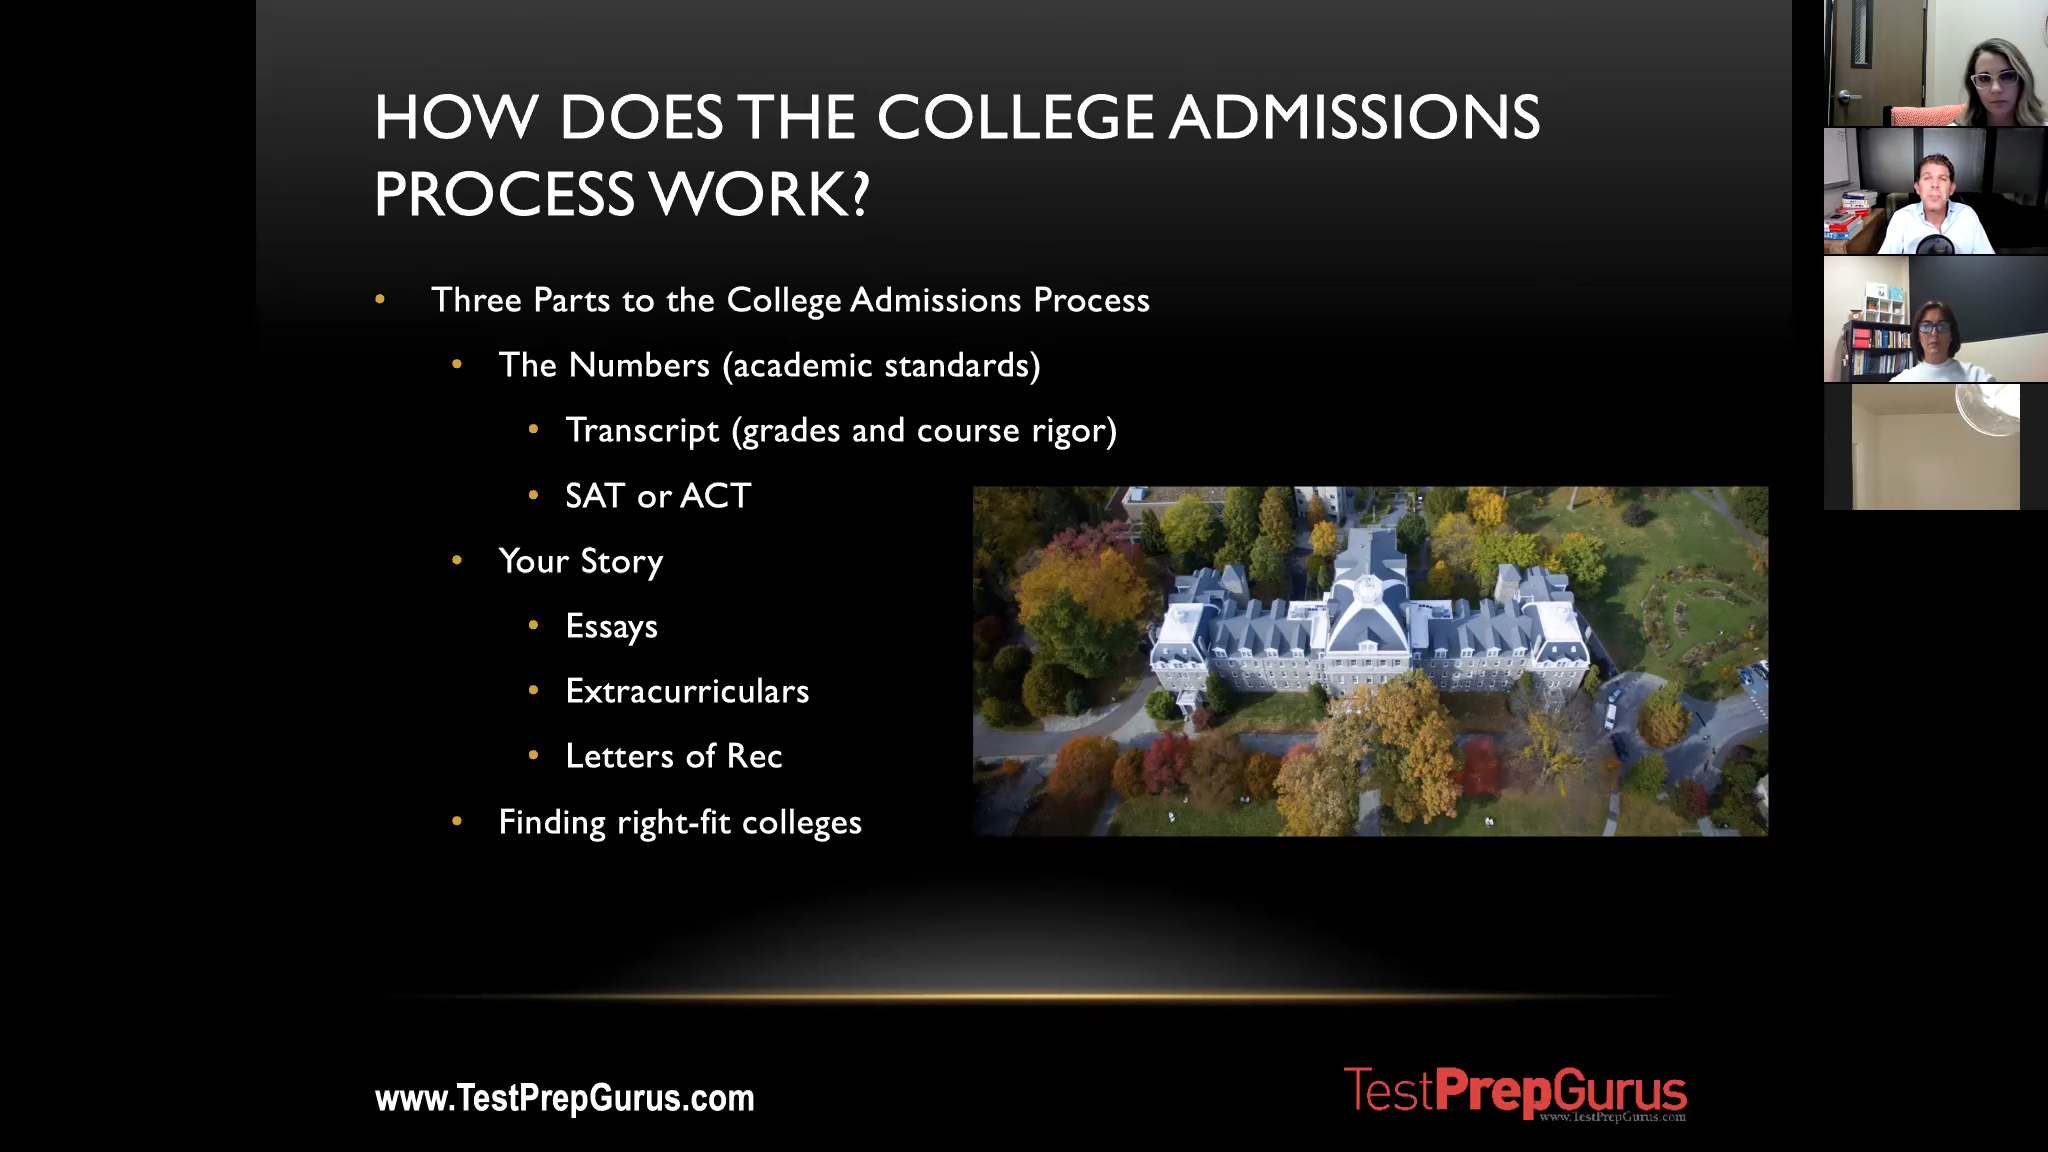 HOW DOES THE COLLEGE ADMISSIONS
PROCESS WORK?
• Three Parts to the College Admissions Process
• The Numbers (academic standards)
• Transcript (grades and course rigor)
• SAT or ACT
• Your Story
• Essays
• Extracurriculars
• Letters of Rec
• Finding right-fit colleges
www.TestPrepGurus.com
TestPrepGurus
www.TestPrepGurus.com